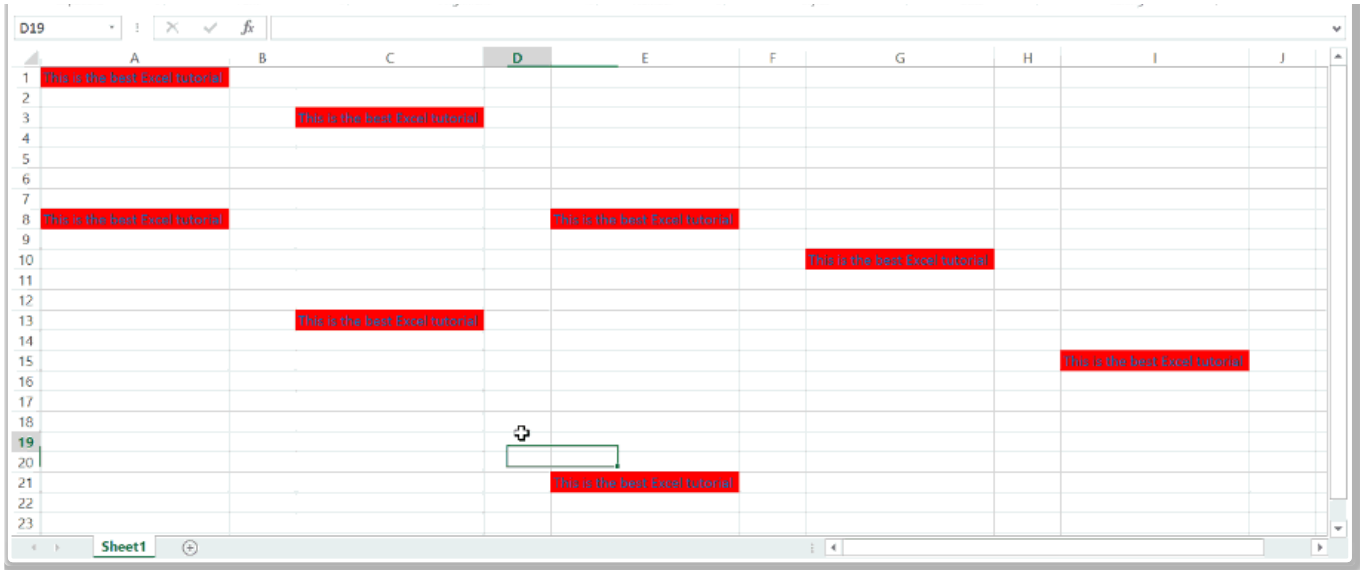 D19 fx
A B C D E F G H I J
1 This is the best Excel tutorial
2
3 This is the best Excel tutorial
4
5
6
7
8 This is the best Excel tutorial This is the best Excel tutorial
9
10 This is the best Excel tutorial
11
12
13 This is the best Excel tutorial
14
15 This is the best Excel tutorial
16
17
18
19
20
21 This is the best Excel tutorial
22
23
Sheet1